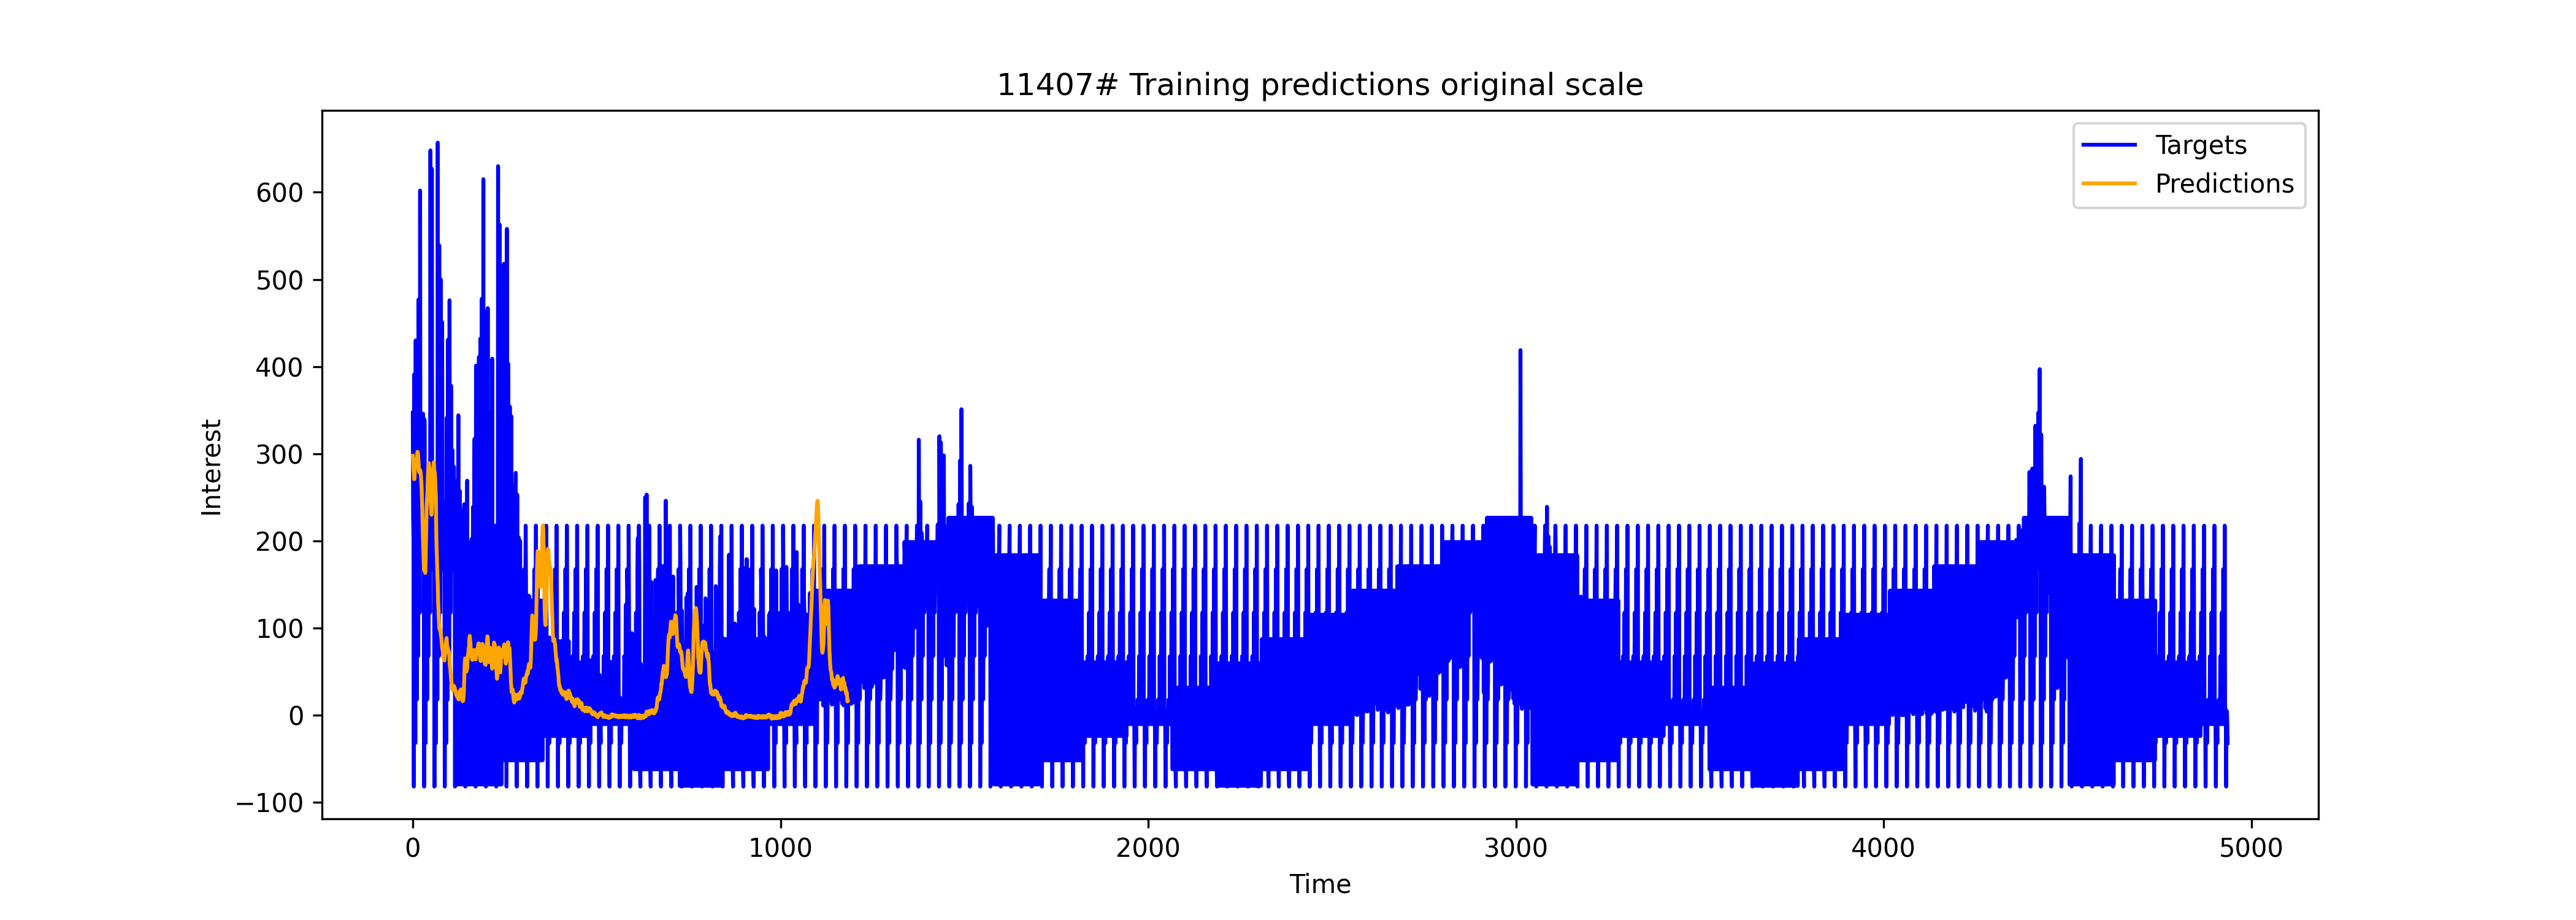 11407# Training predictions original scale
Targets
Predictions
Interest
600
500
400
300
200
100
0
−100
0 1000 2000 3000 4000 5000
Time